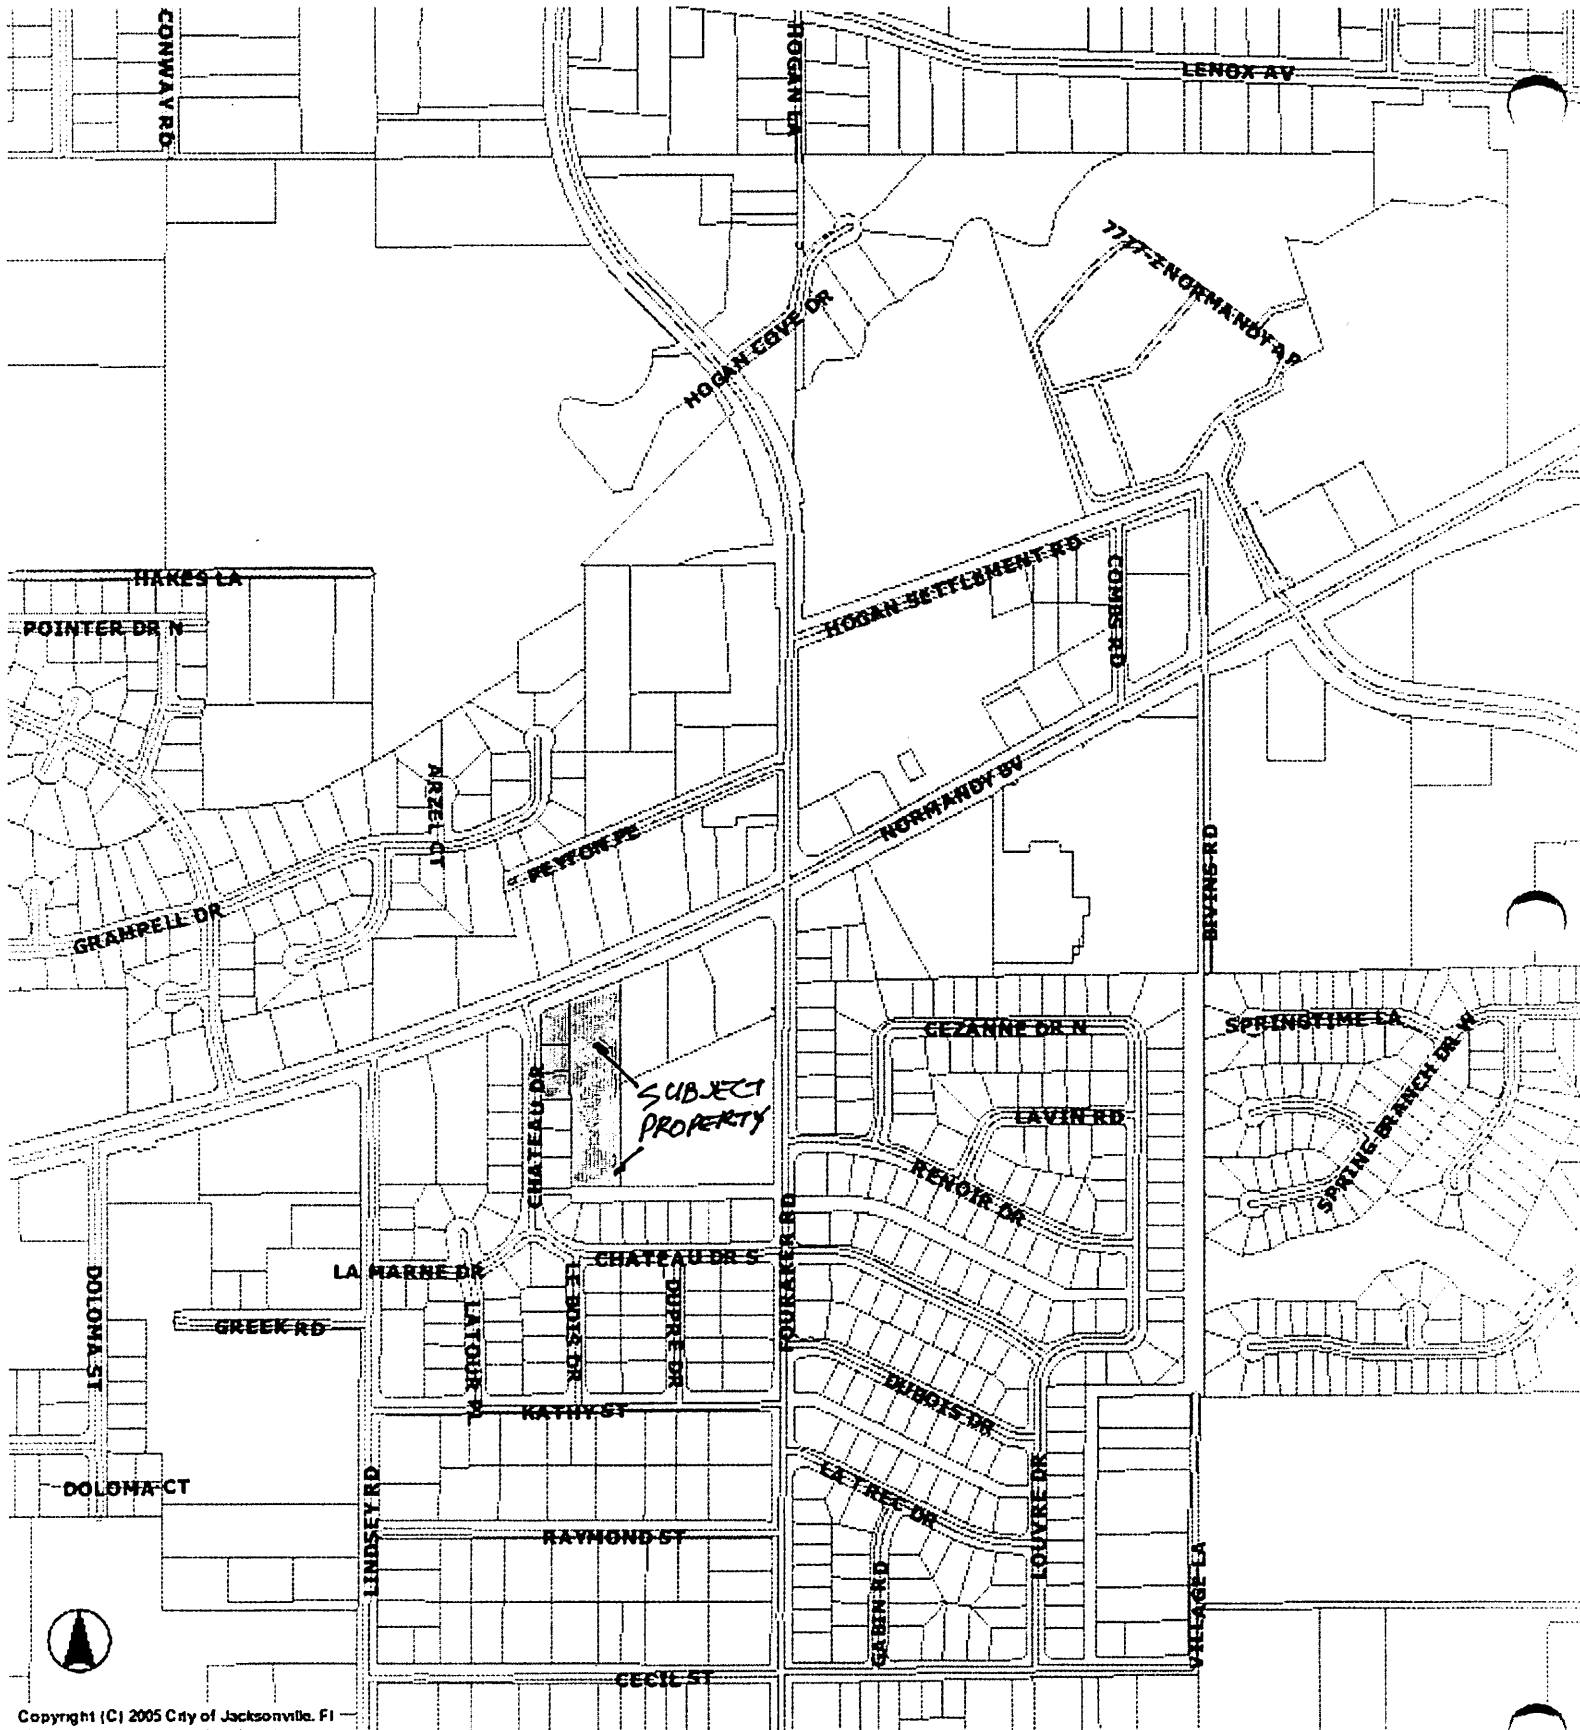 CONWAY RD
HOGAN LA
LENOX AV
7777-Z NORMANDY AP
HOGAN COVE DR
HAKES LA
POINTER DR N
HOGAN SETTLEMENT RD
COMBS RD
ARZEL CT
NORMANDY BV
PEYTON PL
BIVINS RD
GRAMPELL DR
CEZANNE DR N
SPRINGTIME LA
SPRING BRANCH DR W
CHATEAU DR
SUBJECT
PROPERTY
LAVIN RD
RENOIR DR
FOURAKER RD
CHATEAU DR S
LA MARNE DR
DOLOMA ST
GREEK RD
LATOUR PL
LE BOIS DR
DUPRE DR
DUBOIS DR
KATHY ST
LA TREC DR
LOUVRE DR
DOLOMA CT
LINDSEY RD
RAYMOND ST
GABIN RD
VILLAGE LA
CECIL ST
Copyright (C) 2005 City of Jacksonville. Fl